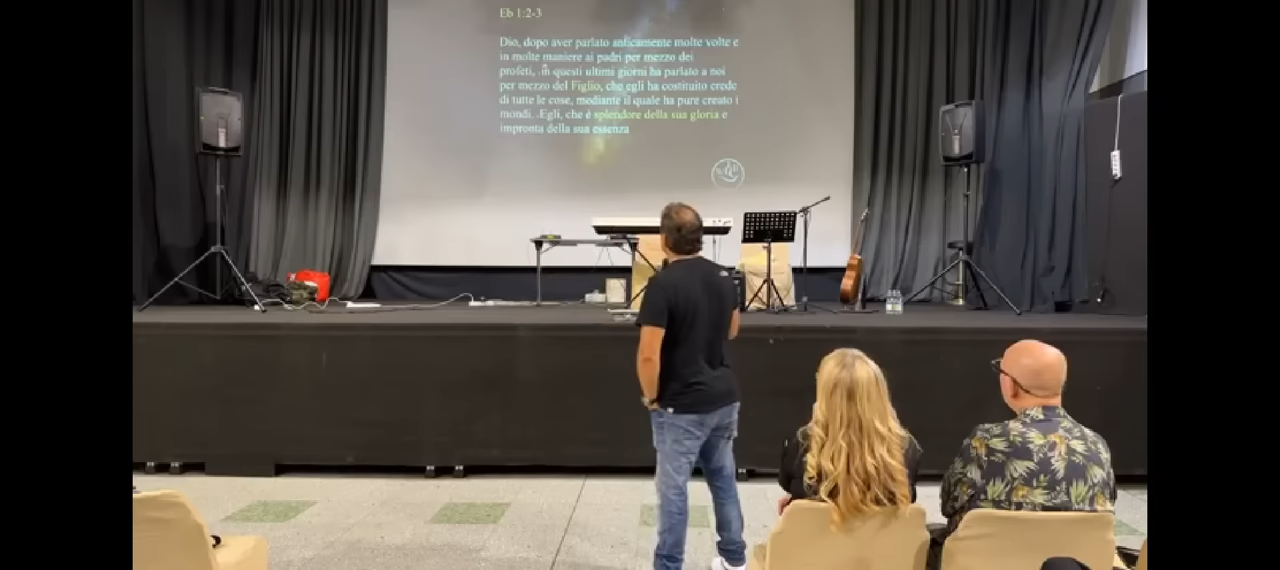 Eb 1:2-3
Dio, dopo aver parlato anticamente molte volte e
in molte maniere ai padri per mezzo dei
profeti, in questi ultimi giorni ha parlato a noi
per mezzo del Figlio, che egli ha costituito erede
di tutte le cose, mediante il quale ha pure creato i
mondi. .Egli, che è splendore della sua gloria e
impronta della sua essenza